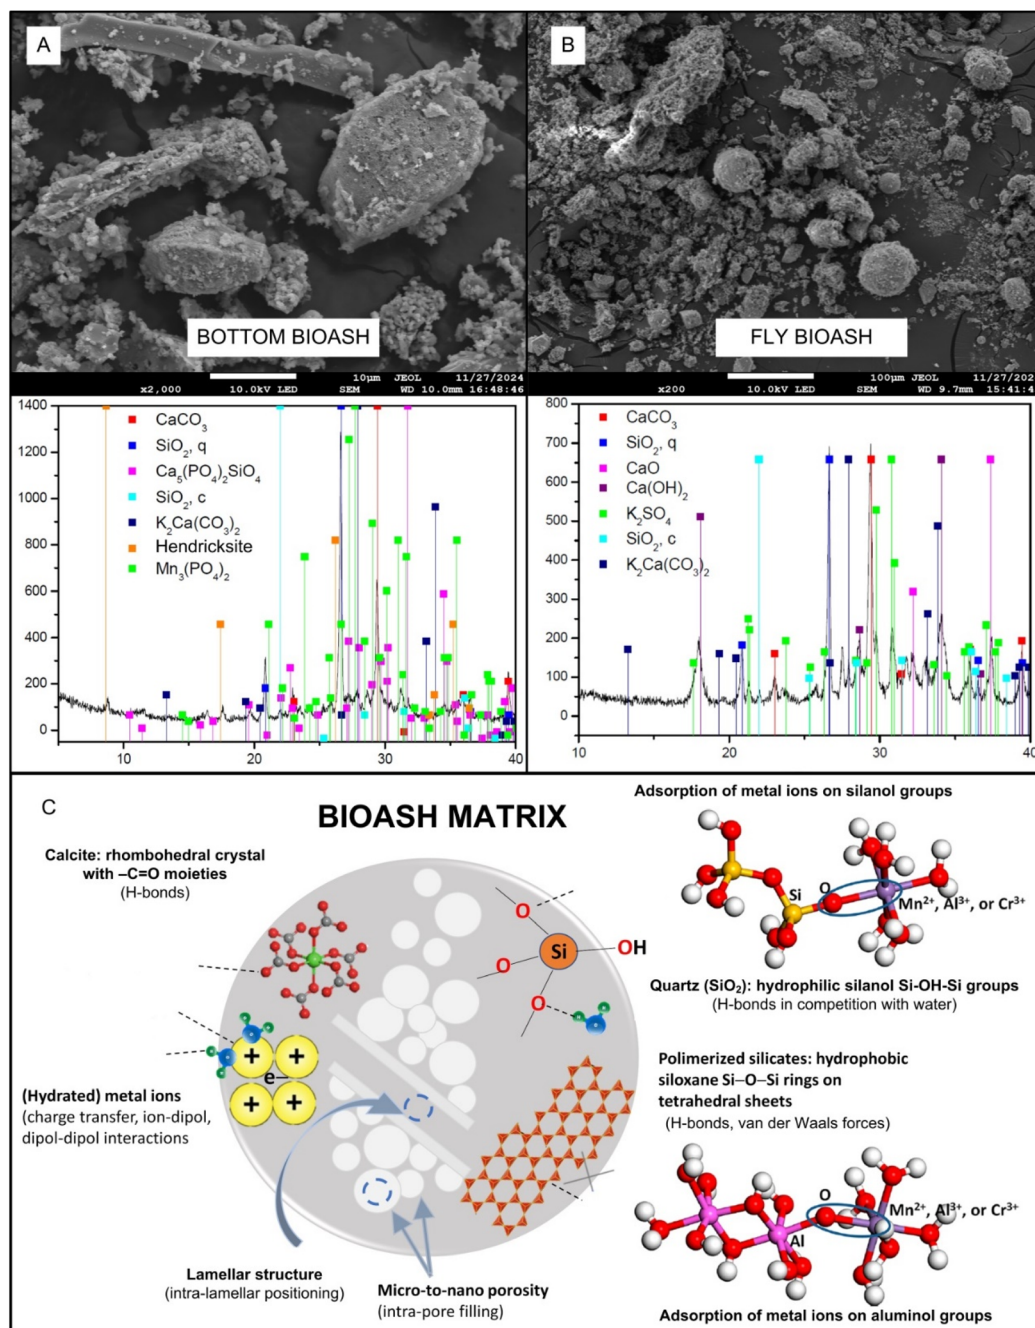 A
BOTTOM BIOASH
10µm JEOL 11/27/2024
x2,000 10.0kV LED SEM WD 10.0mm 16:48:46
B
FLY BIOASH
100µm JEOL 11/27/202
x200 10.0kV LED SEM WD 9.7mm 15:41:4
1400
1200
1000
800
600
400
200
0
10
20
30
40
CaCO3
SiO2, q
Ca5(PO4)2SiO4
SiO2, c
K2Ca(CO3)2
Hendricksite
Mn3(PO4)2
800
700
600
500
400
300
200
100
0
10
20
30
40
CaCO3
SiO2, q
CaO
Ca(OH)2
K2SO4
SiO2, c
K2Ca(CO3)2
C
BIOASH MATRIX
Calcite: rhombohedral crystal
with –C=O moieties
(H-bonds)
+ +
e–
+ +
(Hydrated) metal ions
(charge transfer, ion-dipol,
dipol-dipol interactions
Lamellar structure
(intra-lamellar positioning)
Micro-to-nano porosity
(intra-pore filling)
O
Si
OH
O
O
Adsorption of metal ions on silanol groups
Si
O
Mn2+, Al3+, or Cr3+
Quartz (SiO2): hydrophilic silanol Si-OH-Si groups
(H-bonds in competition with water)
Polimerized silicates: hydrophobic
siloxane Si–O–Si rings on
tetrahedral sheets
(H-bonds, van der Waals forces)
O
Al
Mn2+, Al3+, or Cr3+
Adsorption of metal ions on aluminol groups